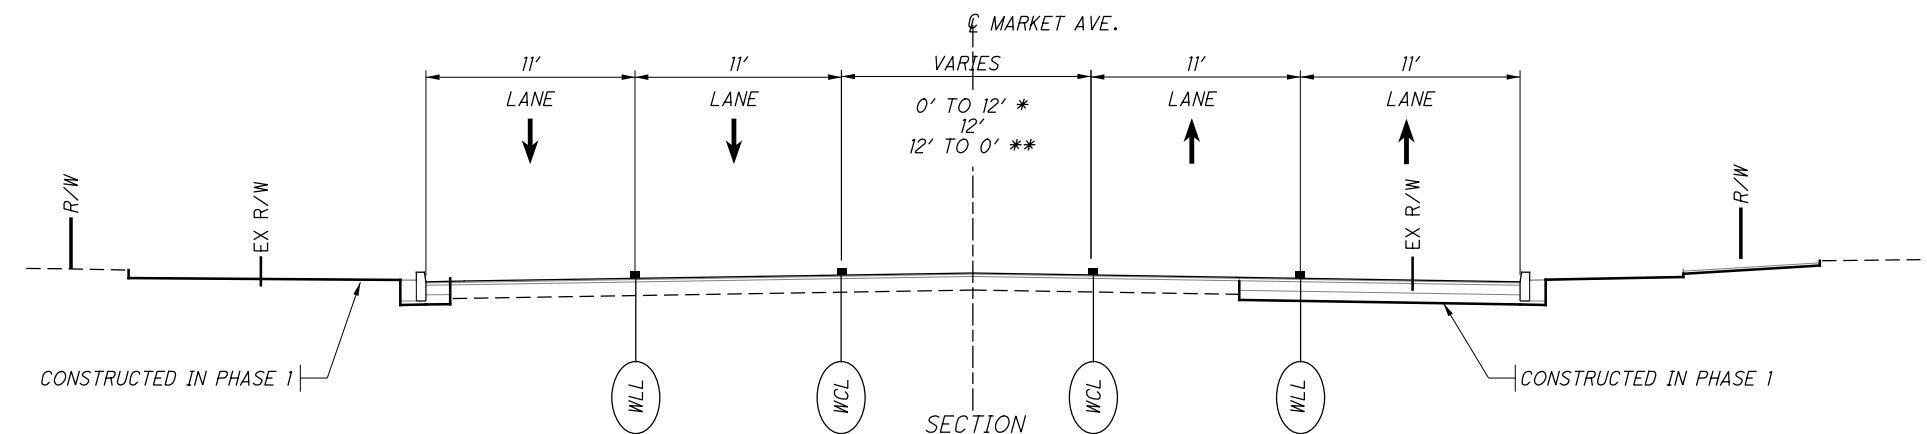 ℄ MARKET AVE.
11' 11' VARIES 11' 11'
LANE LANE LANE LANE
0' TO 12' *
12'
12' TO 0' **
R/W
EX R/W
EX R/W
R/W
CONSTRUCTED IN PHASE 1
CONSTRUCTED IN PHASE 1
WLL WCL WCL WLL
SECTION